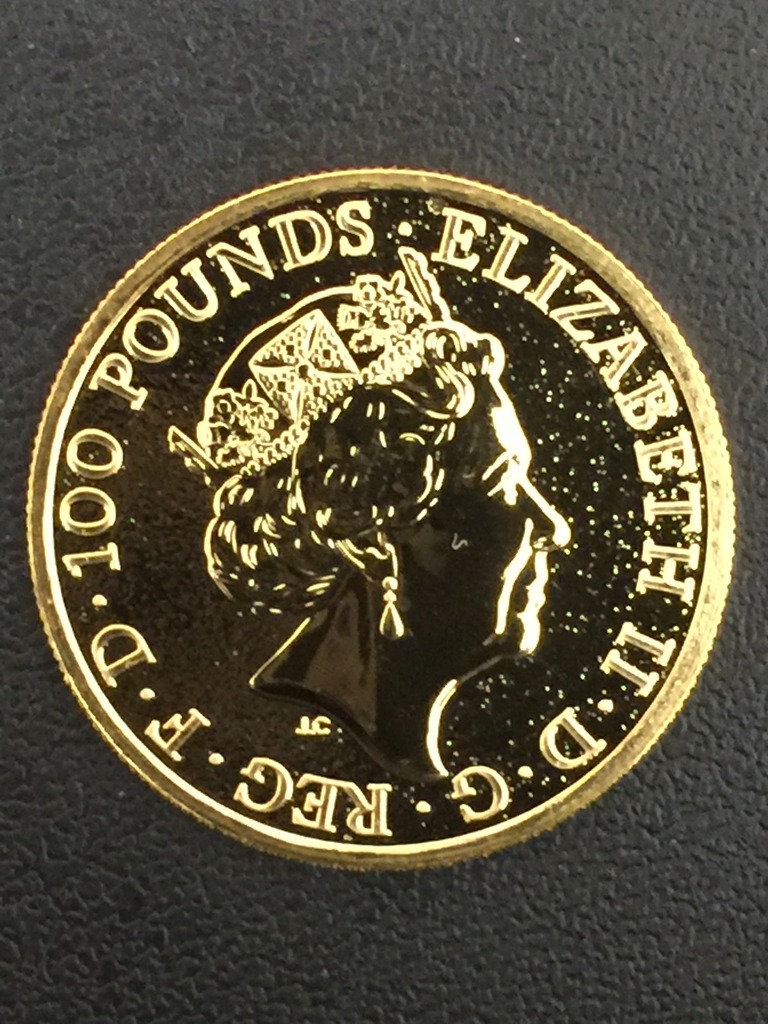 ELIZABETH II · D · G · REG · F · D · 100 POUNDS ·
JC